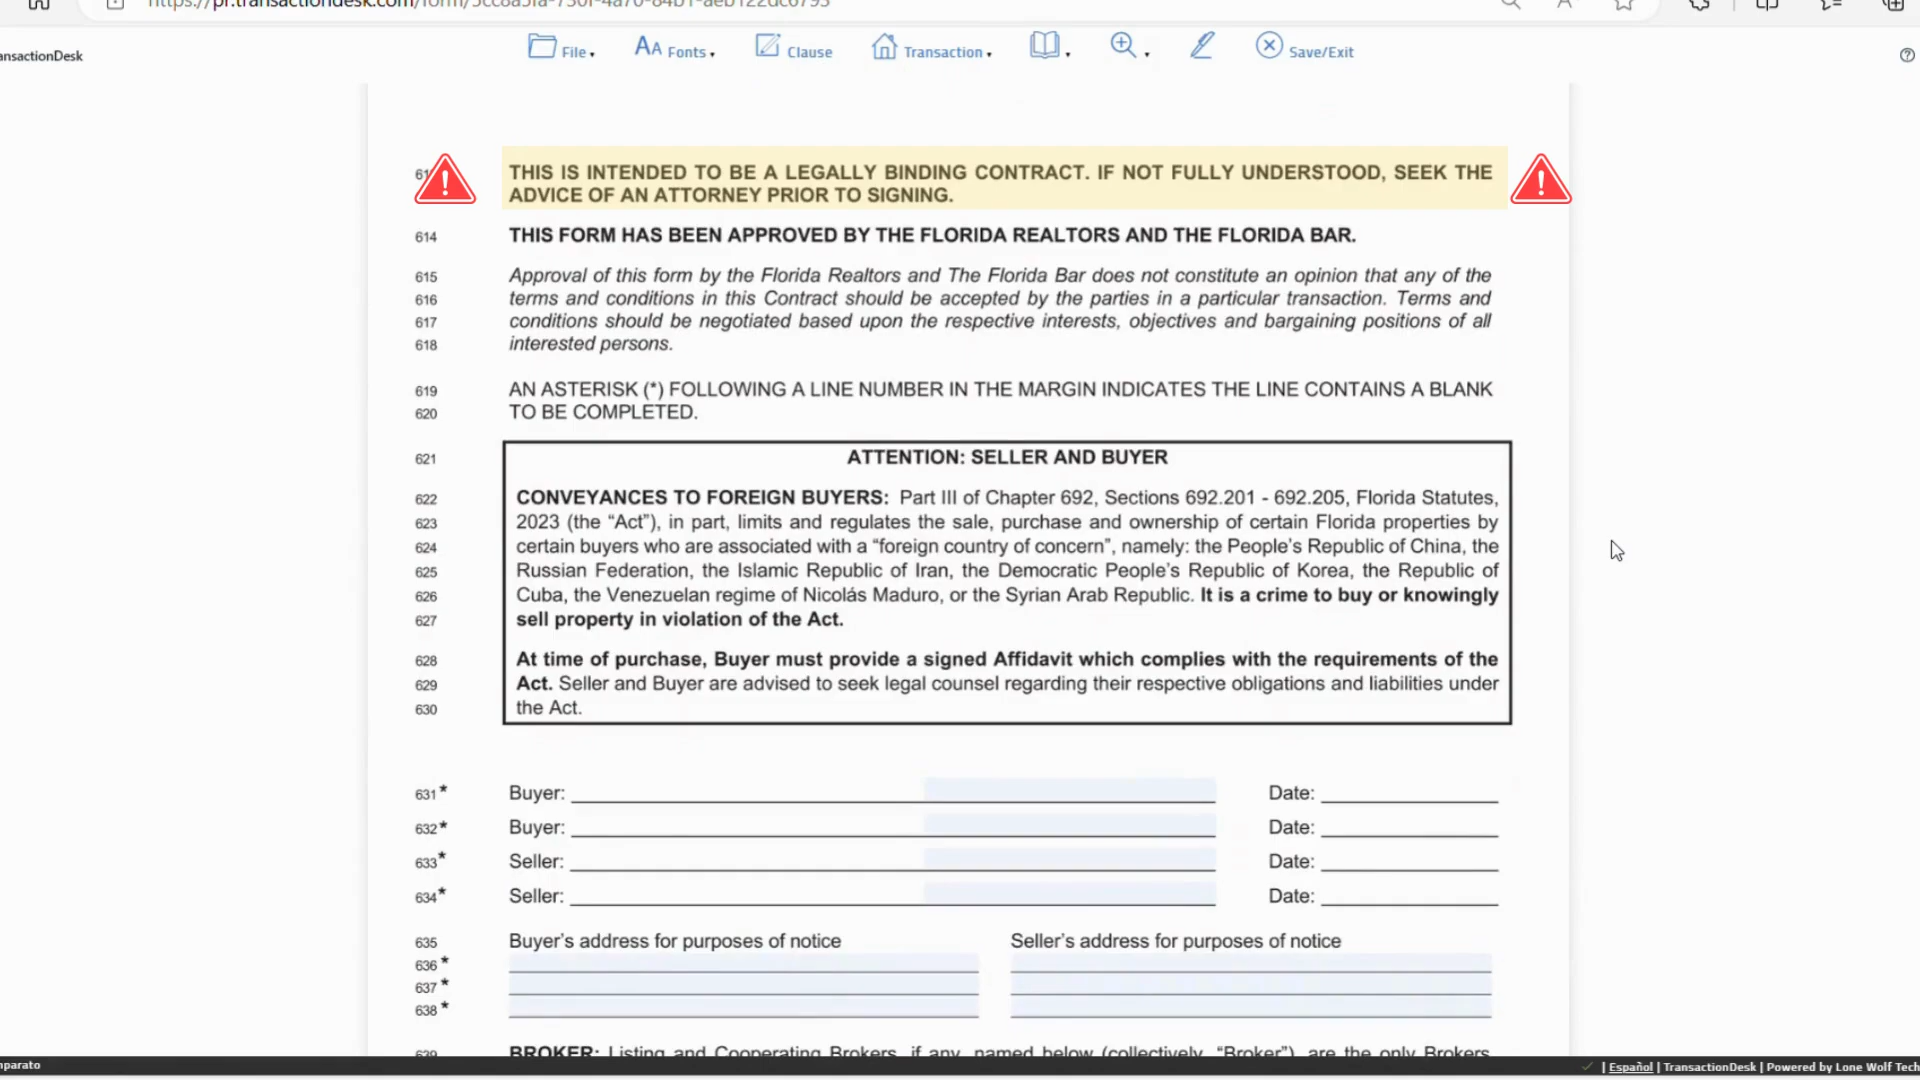 ansactionDesk
File
Fonts
Clause
Transaction
Save/Exit
THIS IS INTENDED TO BE A LEGALLY BINDING CONTRACT. IF NOT FULLY UNDERSTOOD, SEEK THE
ADVICE OF AN ATTORNEY PRIOR TO SIGNING.
614 THIS FORM HAS BEEN APPROVED BY THE FLORIDA REALTORS AND THE FLORIDA BAR.
615 Approval of this form by the Florida Realtors and The Florida Bar does not constitute an opinion that any of the
616 terms and conditions in this Contract should be accepted by the parties in a particular transaction. Terms and
617 conditions should be negotiated based upon the respective interests, objectives and bargaining positions of all
618 interested persons.
619 AN ASTERISK (*) FOLLOWING A LINE NUMBER IN THE MARGIN INDICATES THE LINE CONTAINS A BLANK
620 TO BE COMPLETED.
621 ATTENTION: SELLER AND BUYER
622 CONVEYANCES TO FOREIGN BUYERS: Part III of Chapter 692, Sections 692.201 - 692.205, Florida Statutes,
623 2023 (the “Act”), in part, limits and regulates the sale, purchase and ownership of certain Florida properties by
624 certain buyers who are associated with a “foreign country of concern”, namely: the People’s Republic of China, the
625 Russian Federation, the Islamic Republic of Iran, the Democratic People’s Republic of Korea, the Republic of
626 Cuba, the Venezuelan regime of Nicolás Maduro, or the Syrian Arab Republic. It is a crime to buy or knowingly
627 sell property in violation of the Act.
628 At time of purchase, Buyer must provide a signed Affidavit which complies with the requirements of the
629 Act. Seller and Buyer are advised to seek legal counsel regarding their respective obligations and liabilities under
630 the Act.
631* Buyer: Date:
632* Buyer: Date:
633* Seller: Date:
634* Seller: Date:
635 Buyer’s address for purposes of notice Seller’s address for purposes of notice
636*
637*
638*
639 BROKER: Listing and Cooperating Brokers, if any, named below (collectively, “Broker”), are the only Brokers
mparato
| Español | TransactionDesk | Powered by Lone Wolf Tech